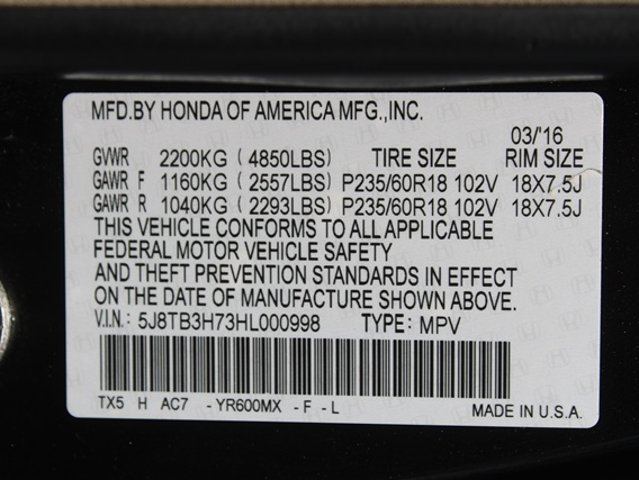 MFD.BY HONDA OF AMERICA MFG.,INC.
03/'16
GVWR 2200KG (4850LBS) TIRE SIZE RIM SIZE
GAWR F 1160KG (2557LBS) P235/60R18 102V 18X7.5J
GAWR R 1040KG (2293LBS) P235/60R18 102V 18X7.5J
THIS VEHICLE CONFORMS TO ALL APPLICABLE
FEDERAL MOTOR VEHICLE SAFETY
AND THEFT PREVENTION STANDARDS IN EFFECT
ON THE DATE OF MANUFACTURE SHOWN ABOVE.
V.I.N.: 5J8TB3H73HL000998 TYPE: MPV
TX5 H AC7 -YR600MX -F -L
MADE IN U.S.A.